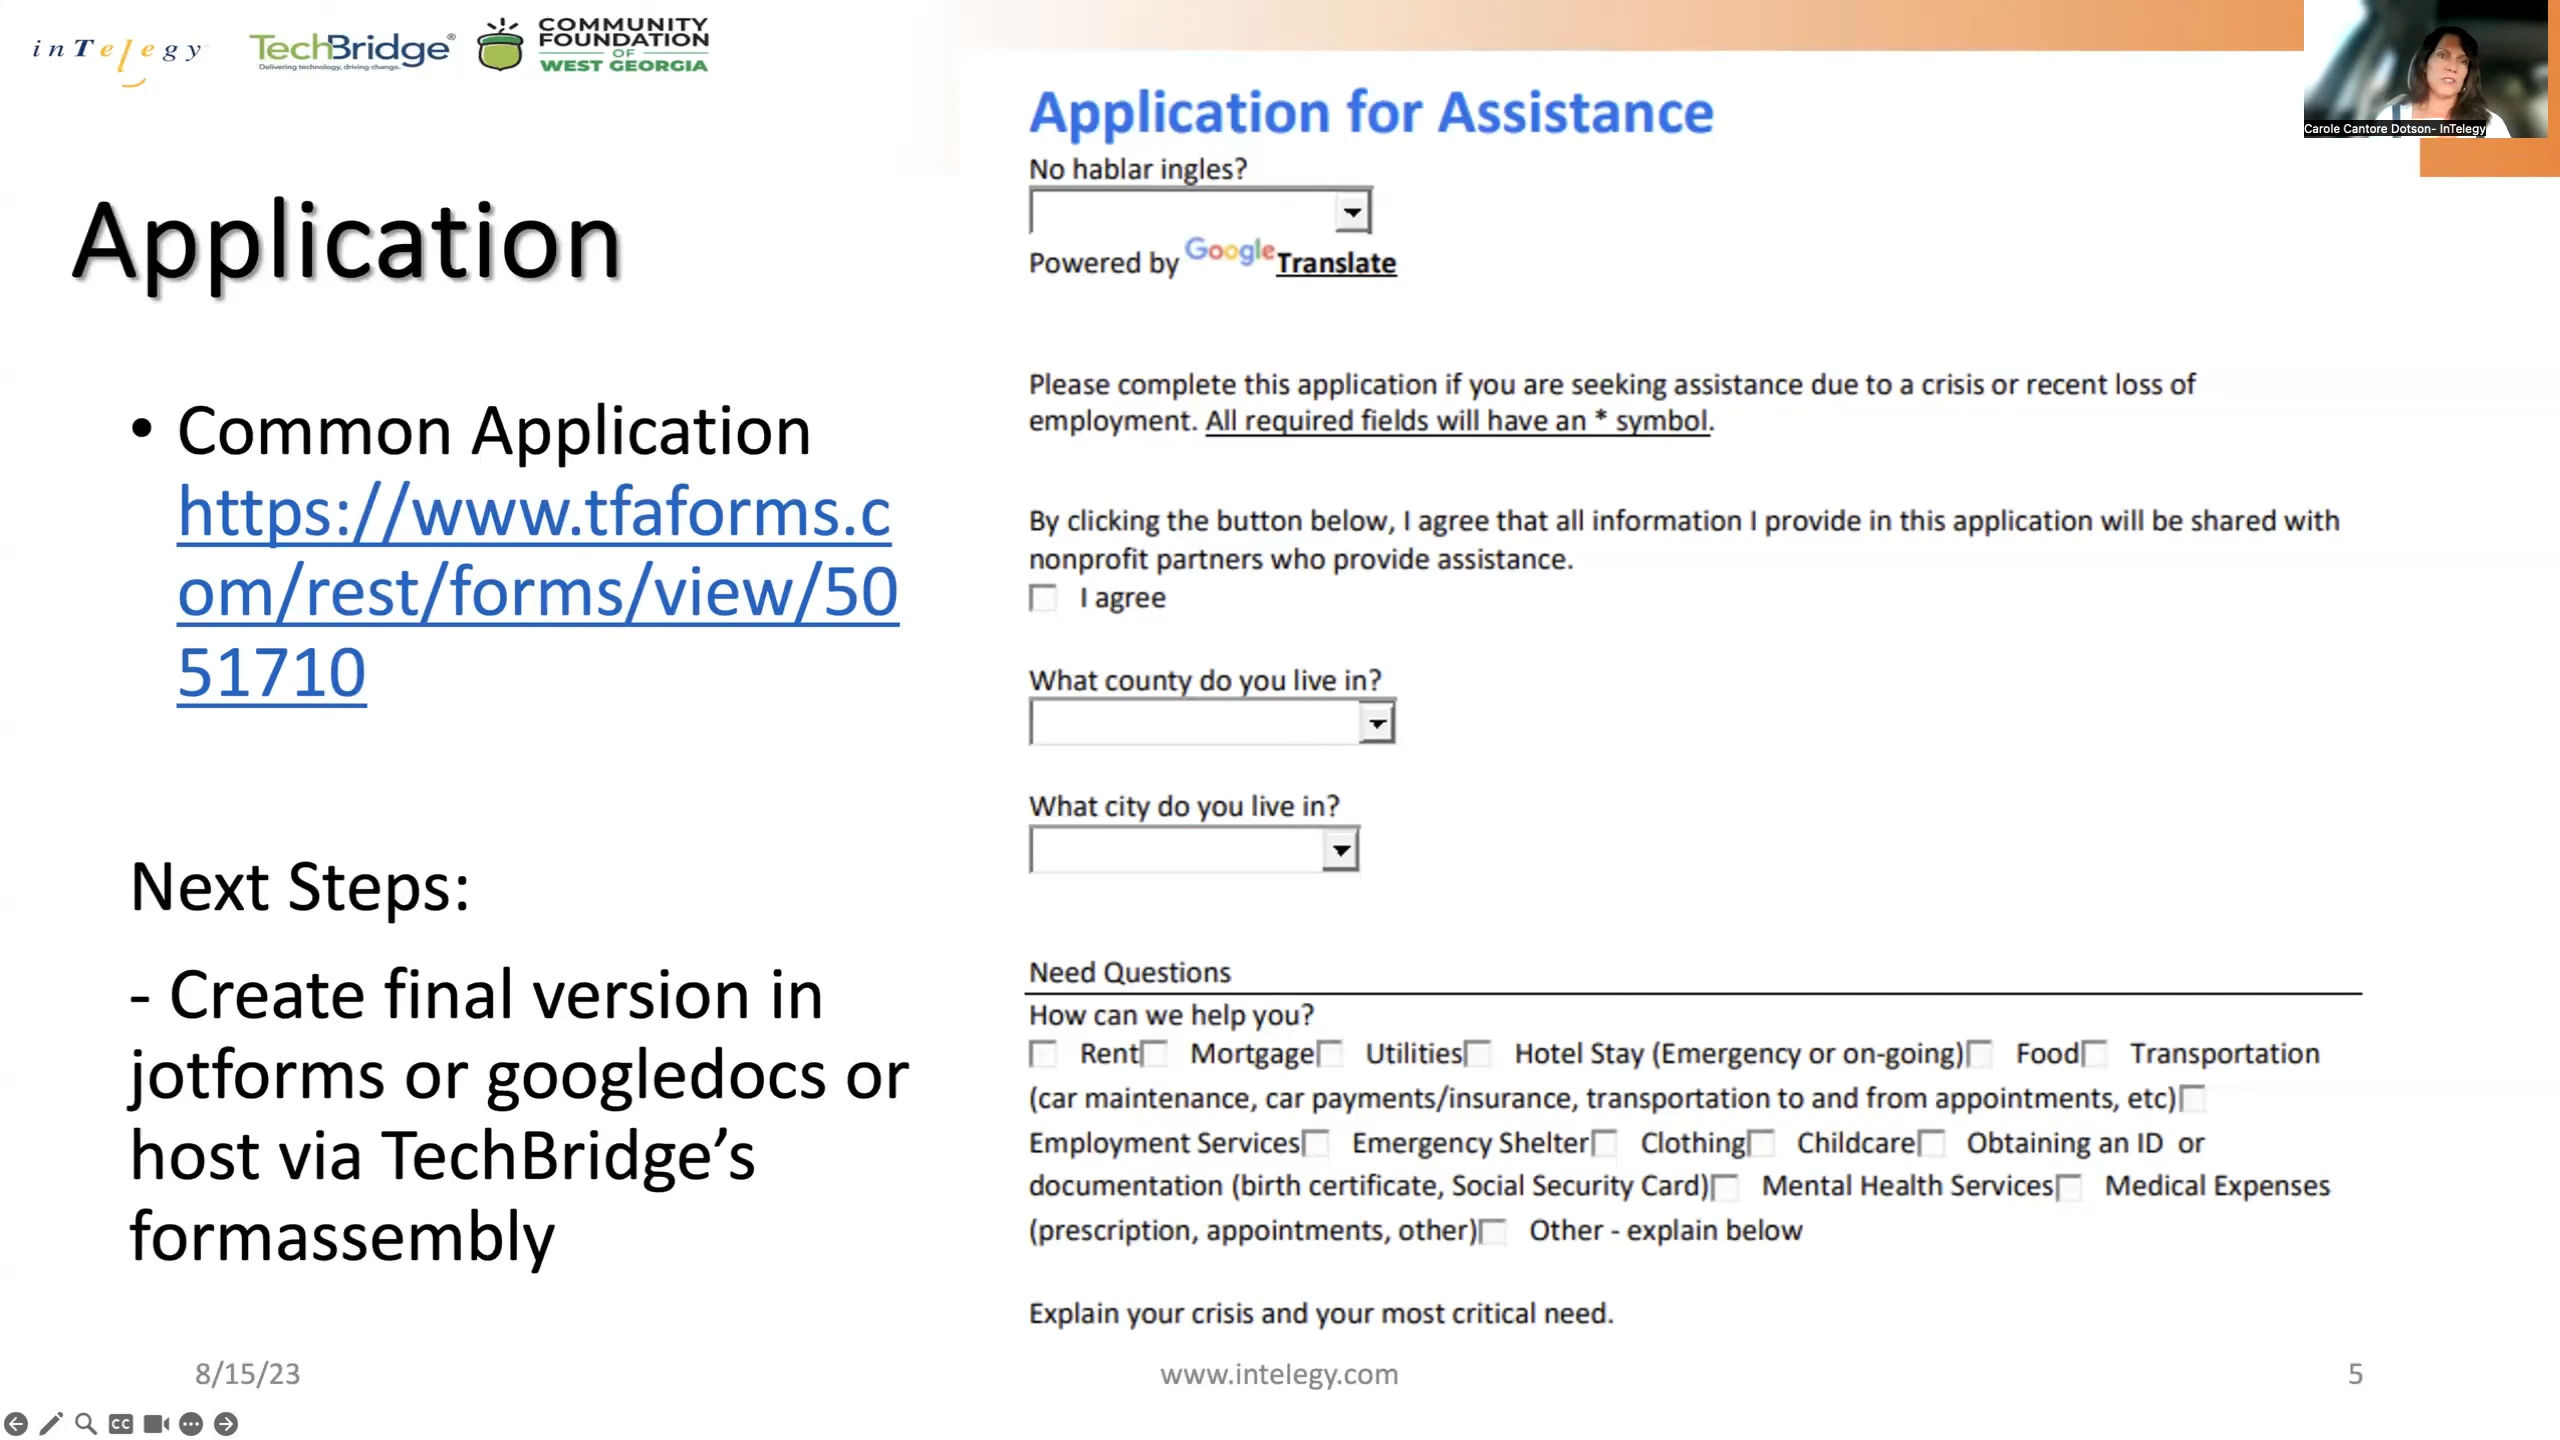 inTelegy
TechBridge®
Delivering technology, driving change.
COMMUNITY
FOUNDATION
OF
WEST GEORGIA
Carole Cantore Dotson- InTelegy
Application
• Common Application
https://www.tfaforms.c
om/rest/forms/view/50
51710
Next Steps:
- Create final version in
jotforms or googledocs or
host via TechBridge’s
formassembly
Application for Assistance
No hablar ingles?
Powered by Google Translate
Please complete this application if you are seeking assistance due to a crisis or recent loss of
employment. All required fields will have an * symbol.
By clicking the button below, I agree that all information I provide in this application will be shared with
nonprofit partners who provide assistance.
I agree
What county do you live in?
What city do you live in?
Need Questions
How can we help you?
Rent Mortgage Utilities Hotel Stay (Emergency or on-going) Food Transportation
(car maintenance, car payments/insurance, transportation to and from appointments, etc)
Employment Services Emergency Shelter Clothing Childcare Obtaining an ID or
documentation (birth certificate, Social Security Card) Mental Health Services Medical Expenses
(prescription, appointments, other) Other - explain below
Explain your crisis and your most critical need.
8/15/23
www.intelegy.com
5
CC